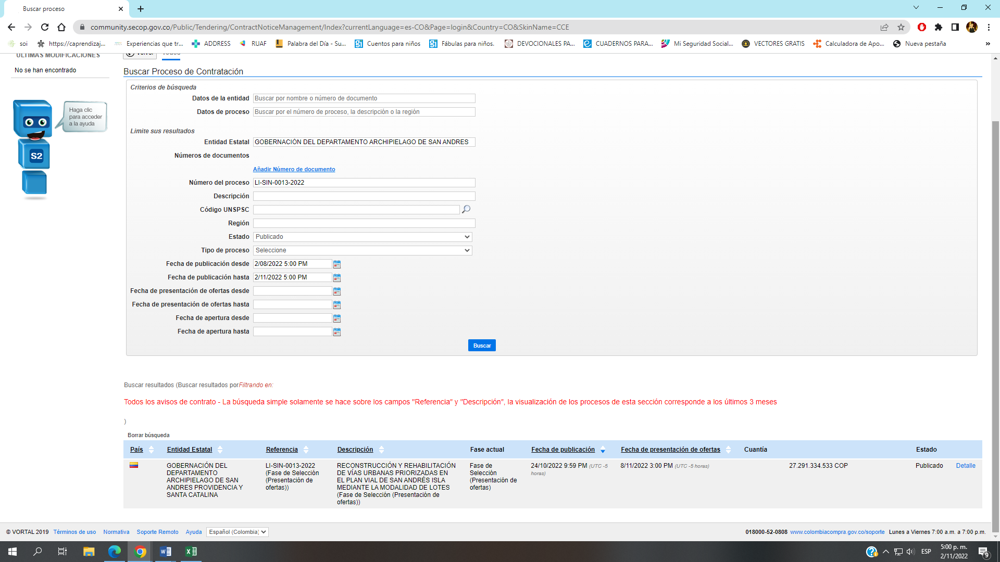 Buscar proceso
community.secop.gov.co/Public/Tendering/ContractNoticeManagement/Index?currentLanguage=es-CO&Page=login&Country=CO&SkinName=CCE
soi https://caprendizaj... Experiencias que tr... ADDRESS RUAF Palabra del Día - Su... Cuentos para niños Fábulas para niños. DEVOCIONALES PA... CUADERNOS PARA... Mi Seguridad Social... VECTORES GRATIS Calculadora de Apo... Nueva pestaña »
ÚLTIMAS MODIFICACIONES
No se han encontrado
Haga clic
para acceder
a la ayuda
S2
Volver Todos
Buscar Proceso de Contratación
Criterios de búsqueda
Datos de la entidad Buscar por nombre o número de documento
Datos de proceso Buscar por el número de proceso, la descripción o la región
Limite sus resultados
Entidad Estatal GOBERNACIÓN DEL DEPARTAMENTO ARCHIPIELAGO DE SAN ANDRES
Números de documentos
Añadir Número de documento
Número del proceso LI-SIN-0013-2022
Descripción
Código UNSPSC
Región
Estado Publicado
Tipo de proceso Seleccione
Fecha de publicación desde 2/08/2022 5:00 PM
Fecha de publicación hasta 2/11/2022 5:00 PM
Fecha de presentación de ofertas desde
Fecha de presentación de ofertas hasta
Fecha de apertura desde
Fecha de apertura hasta
Buscar
Buscar resultados (Buscar resultados porFiltrando en:
Todos los avisos de contrato - La búsqueda simple solamente se hace sobre los campos "Referencia" y "Descripción", la visualización de los procesos de esta sección corresponde a los últimos 3 meses
)
Borrar búsqueda
País Entidad Estatal Referencia Descripción Fase actual Fecha de publicación Fecha de presentación de ofertas Cuantía Estado
GOBERNACIÓN DEL
DEPARTAMENTO
ARCHIPIELAGO DE SAN
ANDRES PROVIDENCIA Y
SANTA CATALINA
LI-SIN-0013-2022
(Fase de Selección
(Presentación de
ofertas))
RECONSTRUCCIÓN Y REHABILITACIÓN
DE VÍAS URBANAS PRIORIZADAS EN
EL PLAN VIAL DE SAN ANDRÉS ISLA
MEDIANTE LA MODALIDAD DE LOTES
(Fase de Selección (Presentación de
ofertas))
Fase de
Selección
(Presentación de
ofertas)
24/10/2022 9:59 PM (UTC -5
horas)
8/11/2022 3:00 PM (UTC -5 horas)
27.291.334.533 COP
Publicado
Detalle
© VORTAL 2019 Términos de uso Normativa Soporte Remoto Ayuda Español (Colombia) 018000-52-0808 www.colombiacompra.gov.co/soporte Lunes a Viernes 7:00 a.m. a 7:00 p.m.
ESP
5:00 p. m.
2/11/2022
9